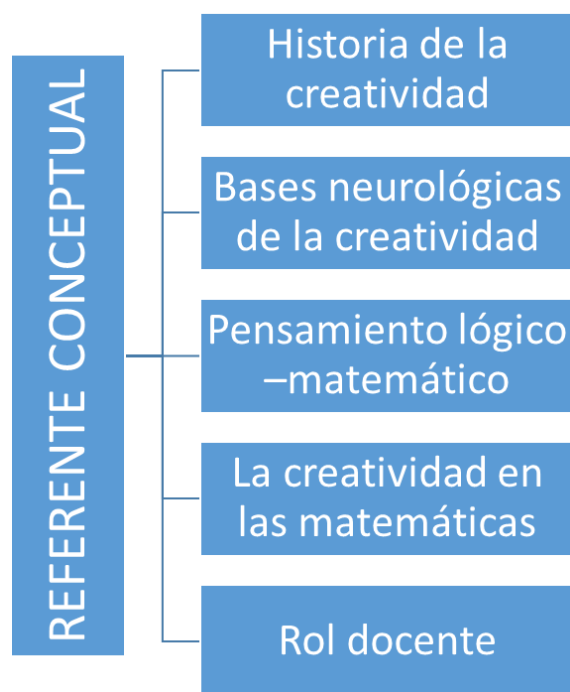 REFERENTE CONCEPTUAL
Historia de la
creatividad
Bases neurológicas
de la creatividad
Pensamiento lógico
–matemático
La creatividad en
las matemáticas
Rol docente